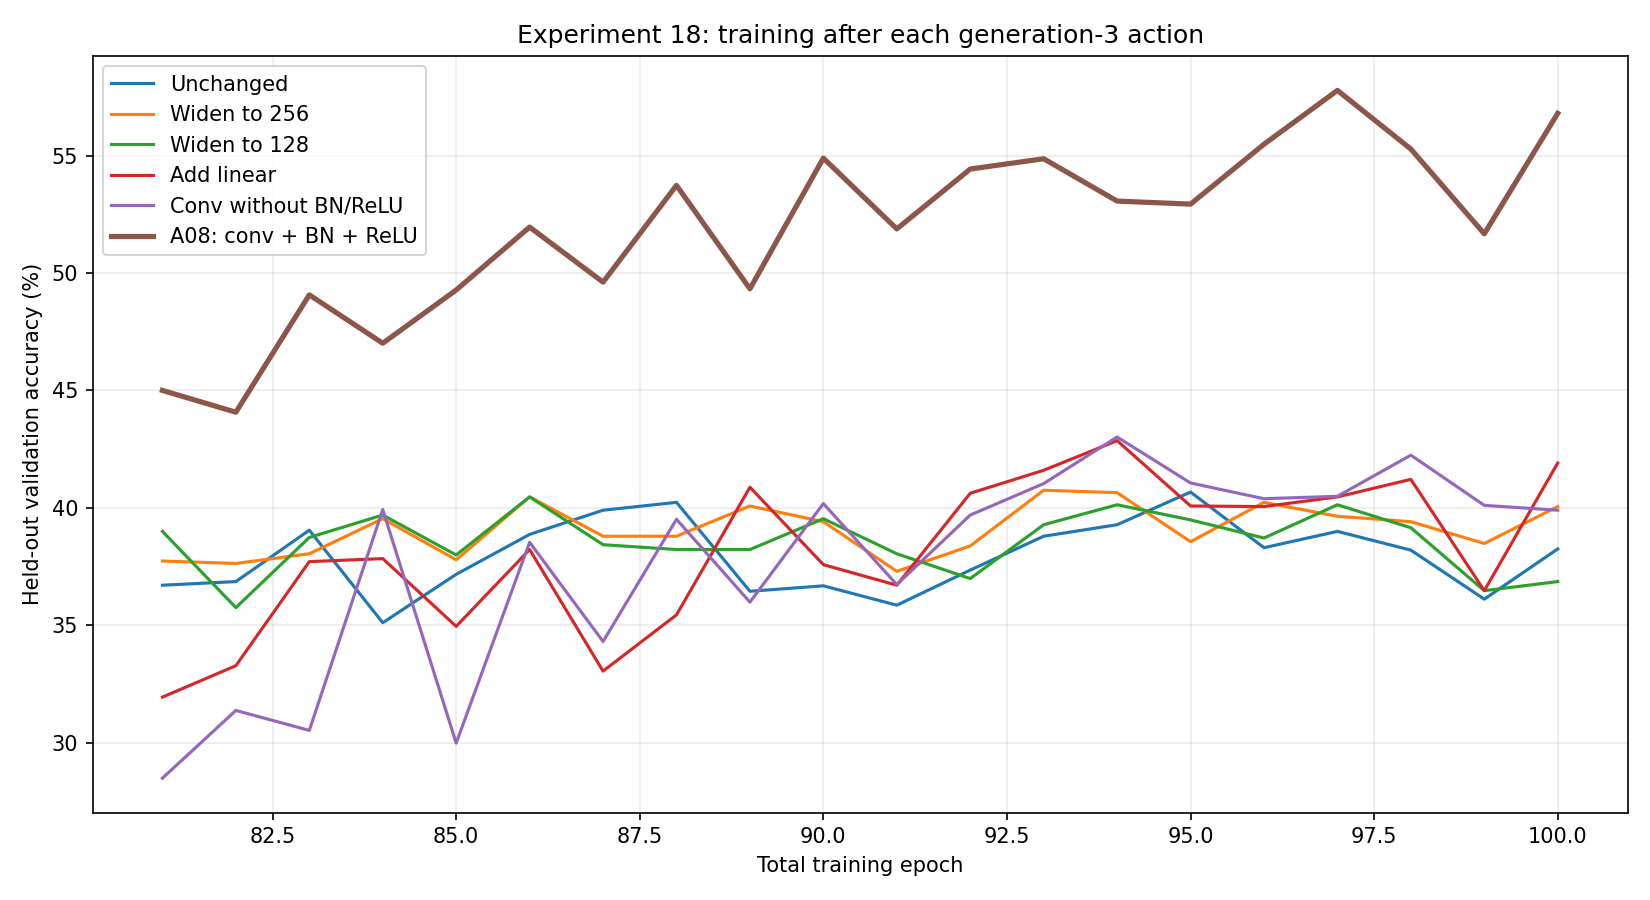 Experiment 18: training after each generation-3 action
Unchanged
Widen to 256
Widen to 128
Add linear
Conv without BN/ReLU
A08: conv + BN + ReLU
Held-out validation accuracy (%)
55
50
45
40
35
30
82.5 85.0 87.5 90.0 92.5 95.0 97.5 100.0
Total training epoch